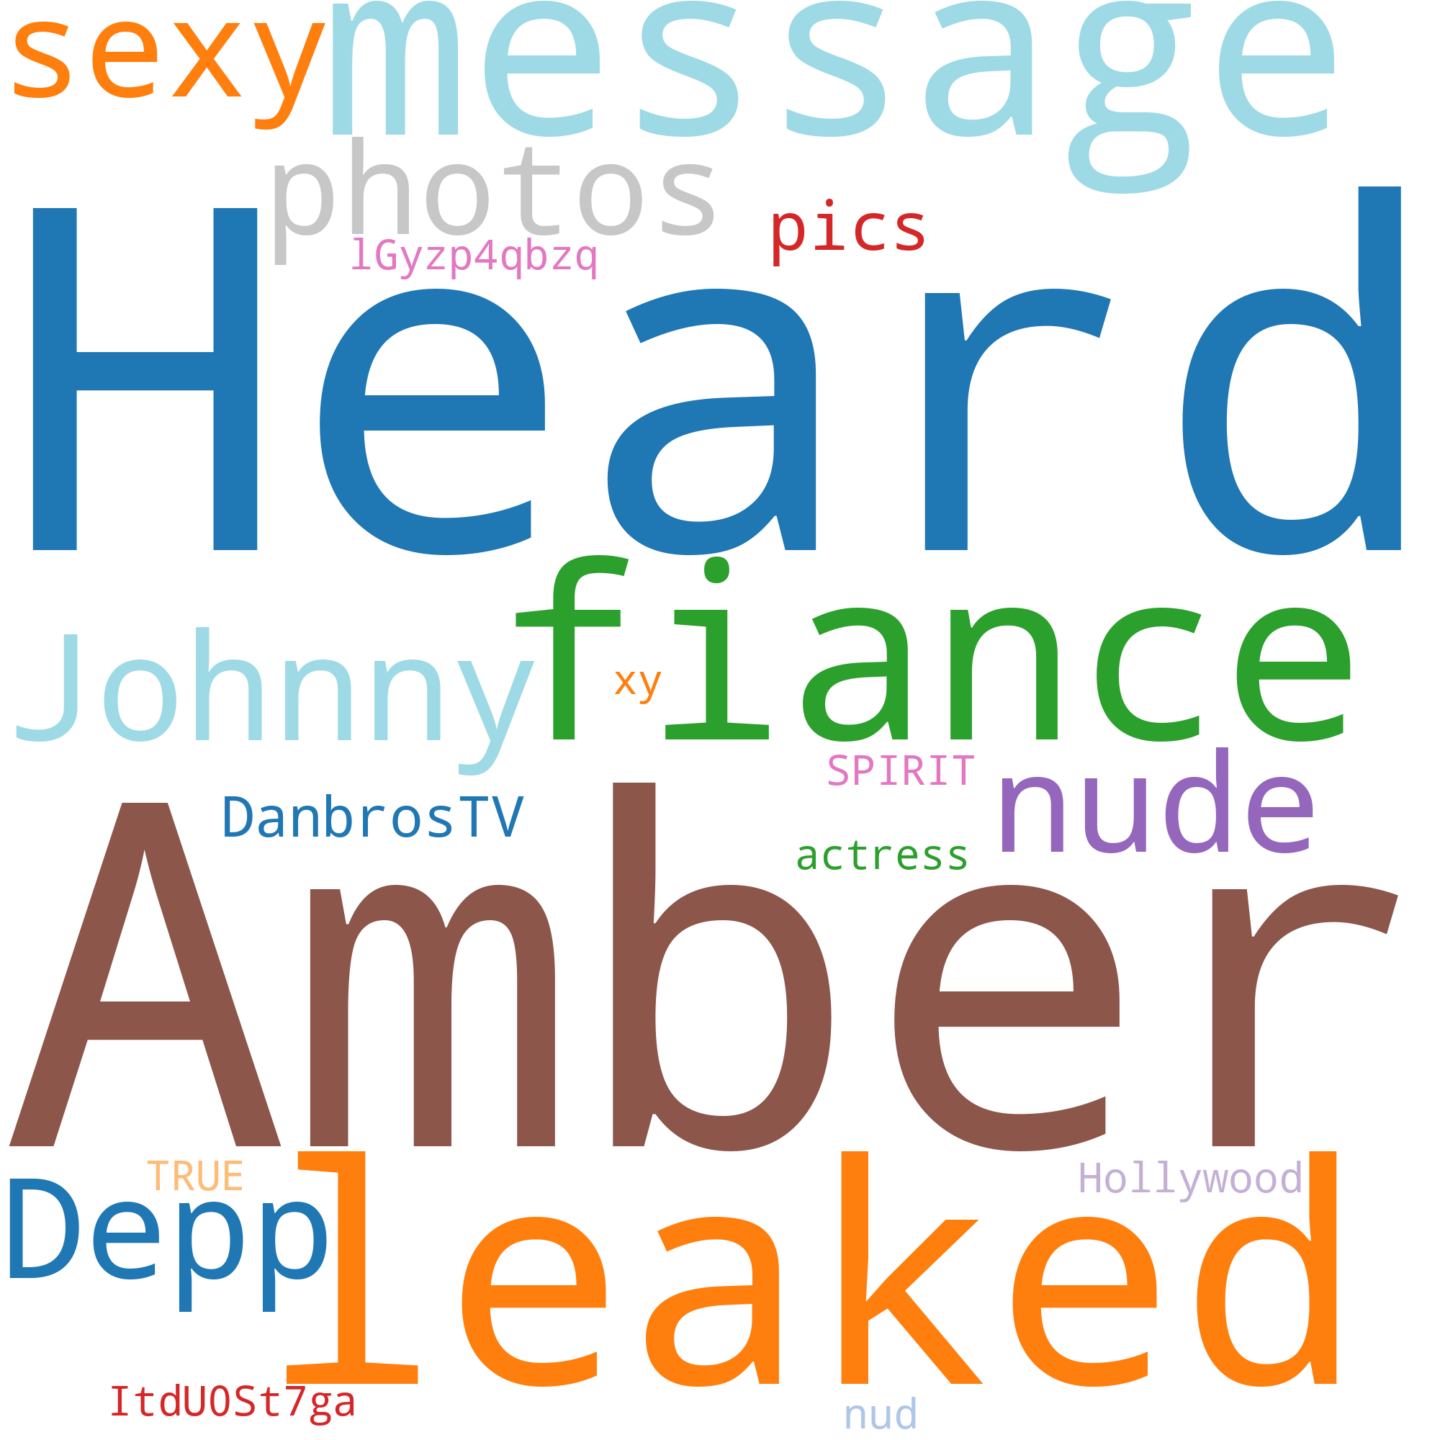 sexy message
photos
pics
lGyzp4qbzq
Heard
fiance
Johnny
xy
SPIRIT
nude
DanbrosTV
actress
Amber
TRUE
Hollywood
Depp
leaked
ItdU0St7ga
nud